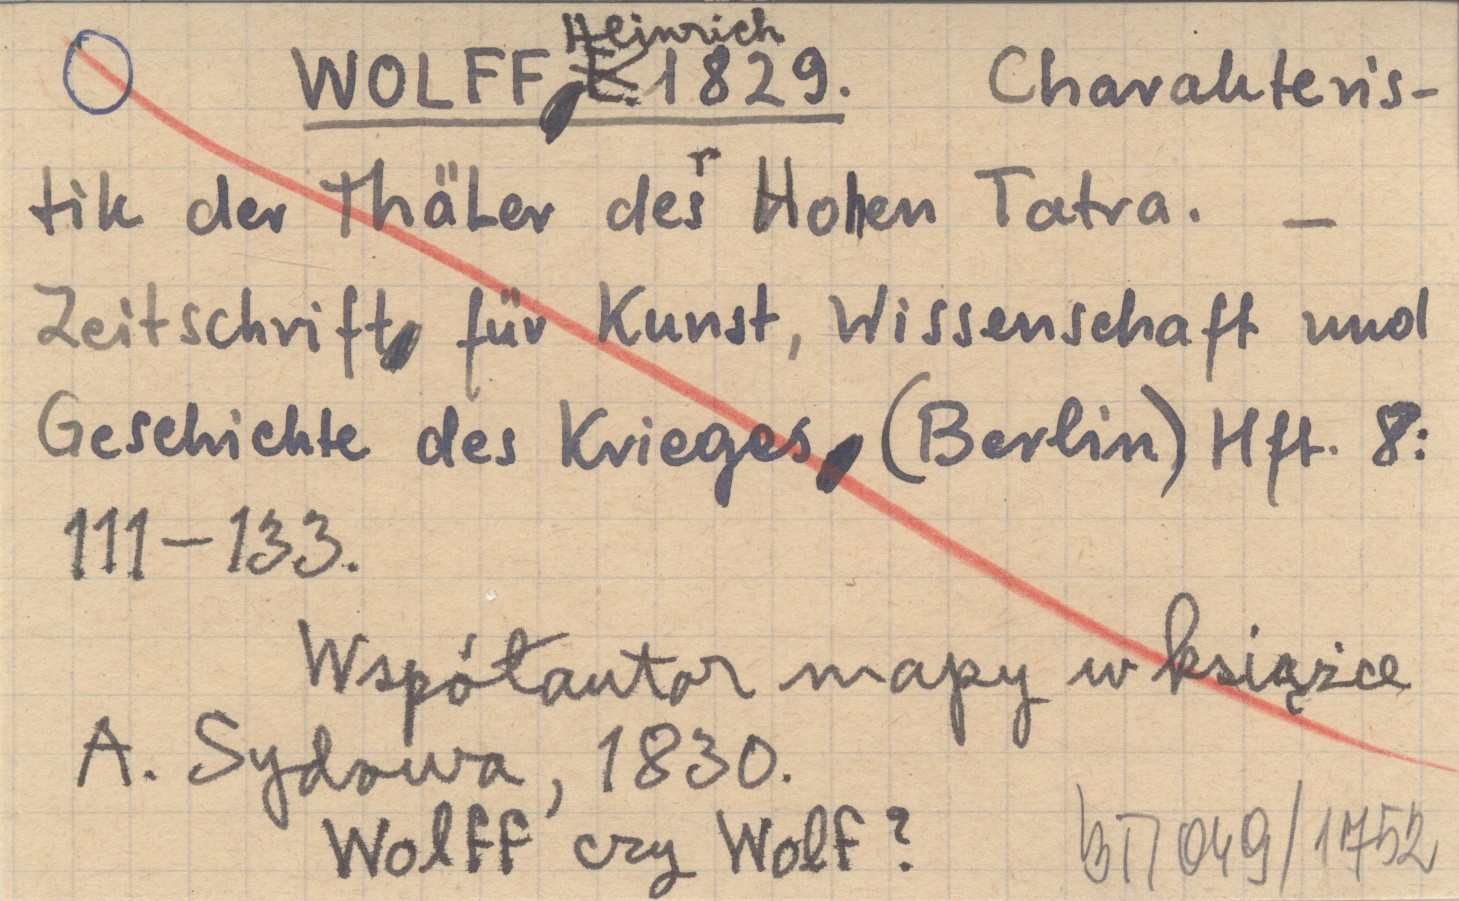 Heinrich
WOLFF E. 1829. Charakteris-
tik der Thäler der Hohen Tatra. —
Zeitschrift für Kunst, Wissenschaft und
Geschichte des Krieges (Berlin) Hft. 8:
111–133.
Współautor mapy w książce
A. Sydowa, 1830.
Wolff czy Wolf?
049/1752